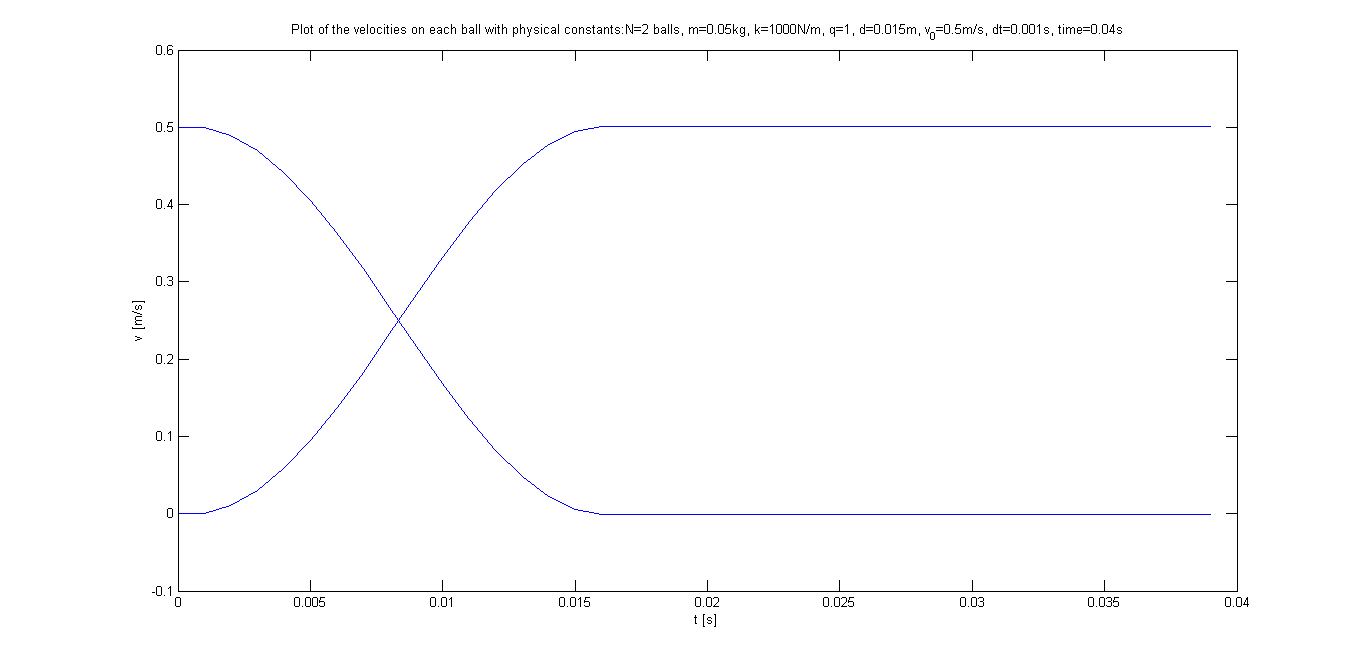 Plot of the velocities on each ball with physical constants:N=2 balls, m=0.05kg, k=1000N/m, q=1, d=0.015m, v0=0.5m/s, dt=0.001s, time=0.04s
0.6
0.5
0.4
0.3
0.2
0.1
0
-0.1
v [m/s]
0 0.005 0.01 0.015 0.02 0.025 0.03 0.035 0.04
t [s]